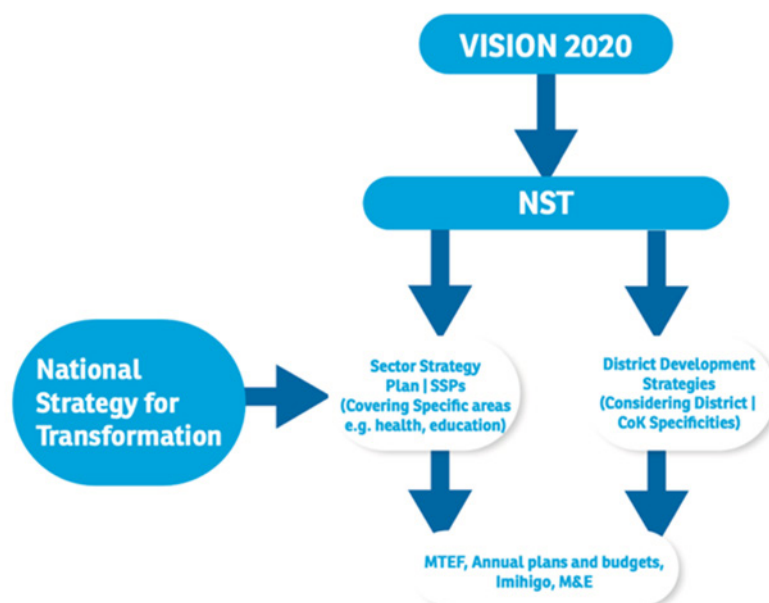 VISION 2020
NST
National
Strategy for
Transformation
Sector Strategy
Plan | SSPs
(Covering Specific areas
e.g. health, education)
District Development
Strategies
(Considering District |
CoK Specificities)
MTEF, Annual plans and budgets,
Imihigo, M&E